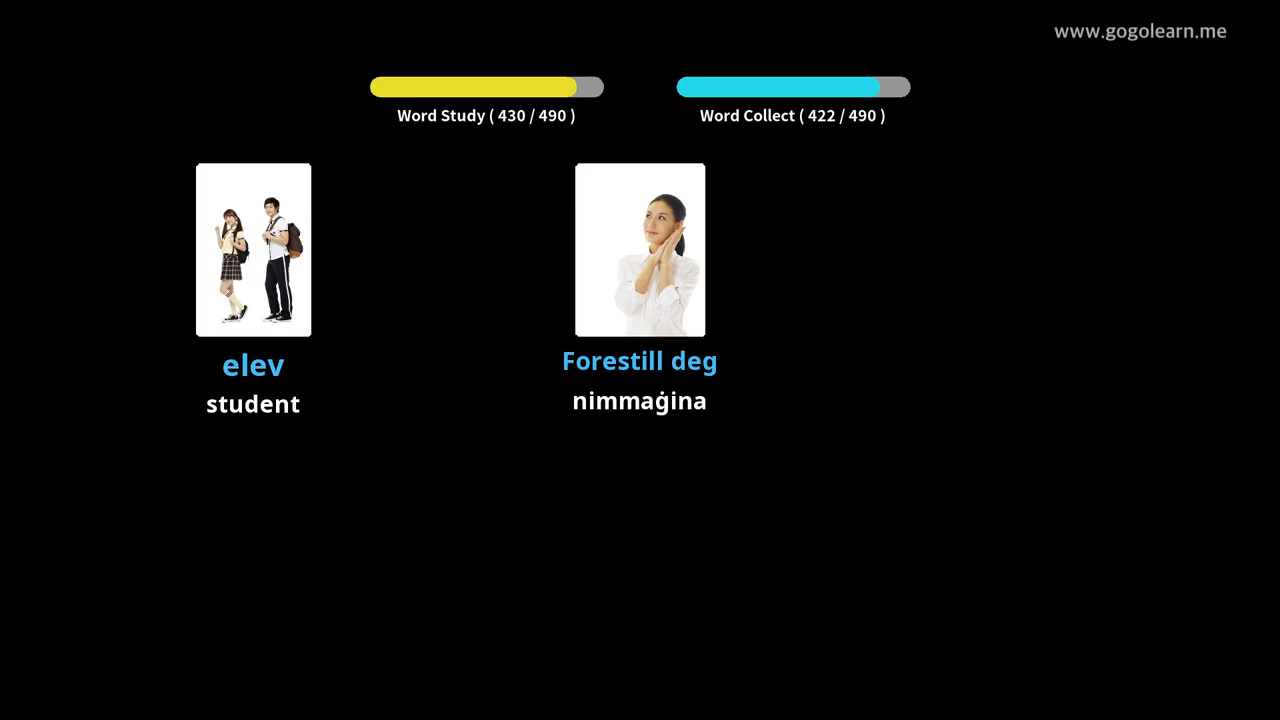 www.gogolearn.me
Word Study ( 430 / 490 )
Word Collect ( 422 / 490 )
elev
student
Forestill deg
nimmaġina